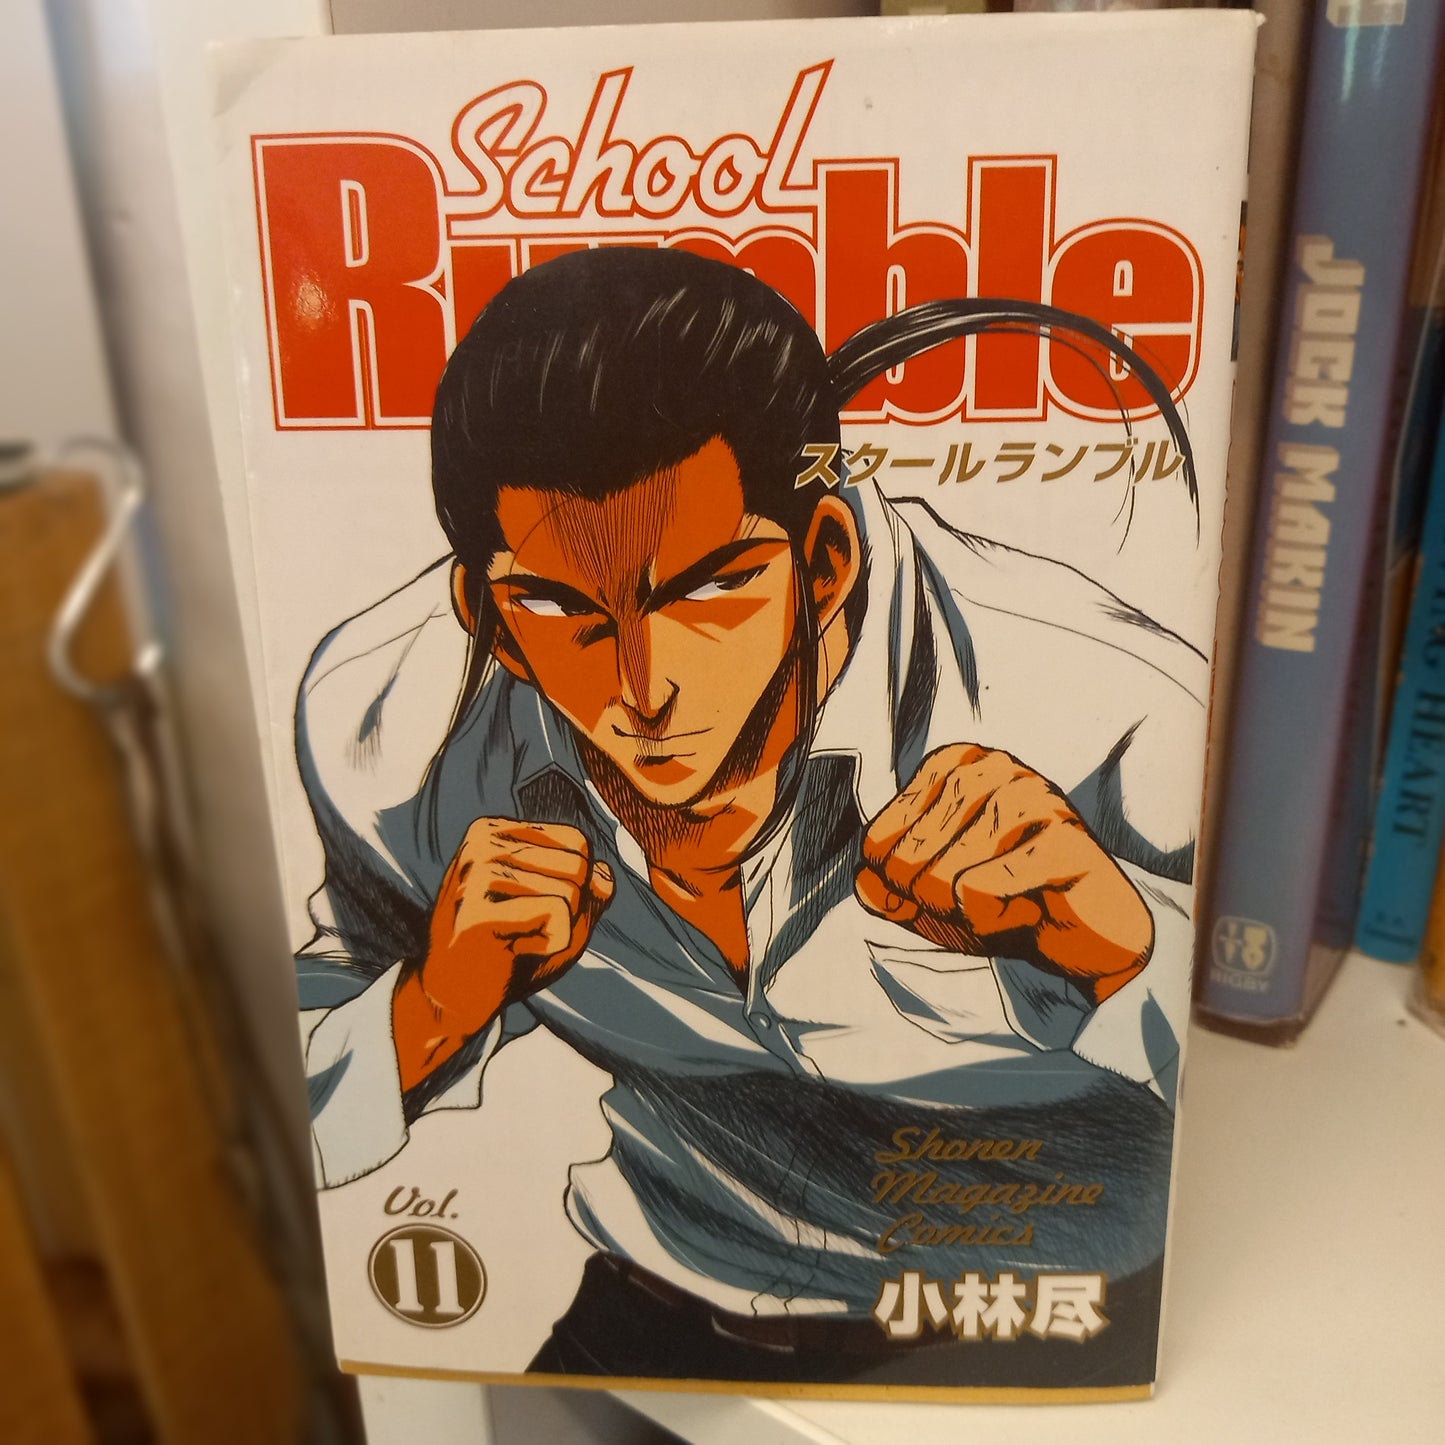 School
Rumble
スクールランブル
Vol.
11
Shonen
Magazine
Comics
小林尽
JOCK MAKIN
RIGBY
HEART